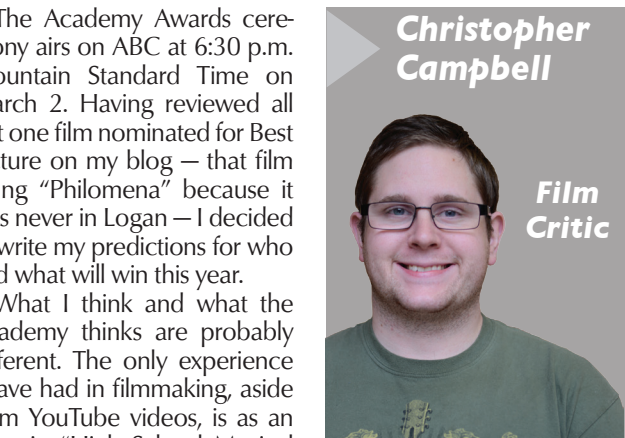 The Academy Awards cere-
ony airs on ABC at 6:30 p.m.
ountain Standard Time on
arch 2. Having reviewed all
t one film nominated for Best
ture on my blog — that film
ing “Philomena” because it
s never in Logan — I decided
write my predictions for who
d what will win this year.
What I think and what the
ademy thinks are probably
ferent. The only experience
ave had in filmmaking, aside
m YouTube videos, is as an
“High School Musical
Christopher
Campbell
Film
Critic